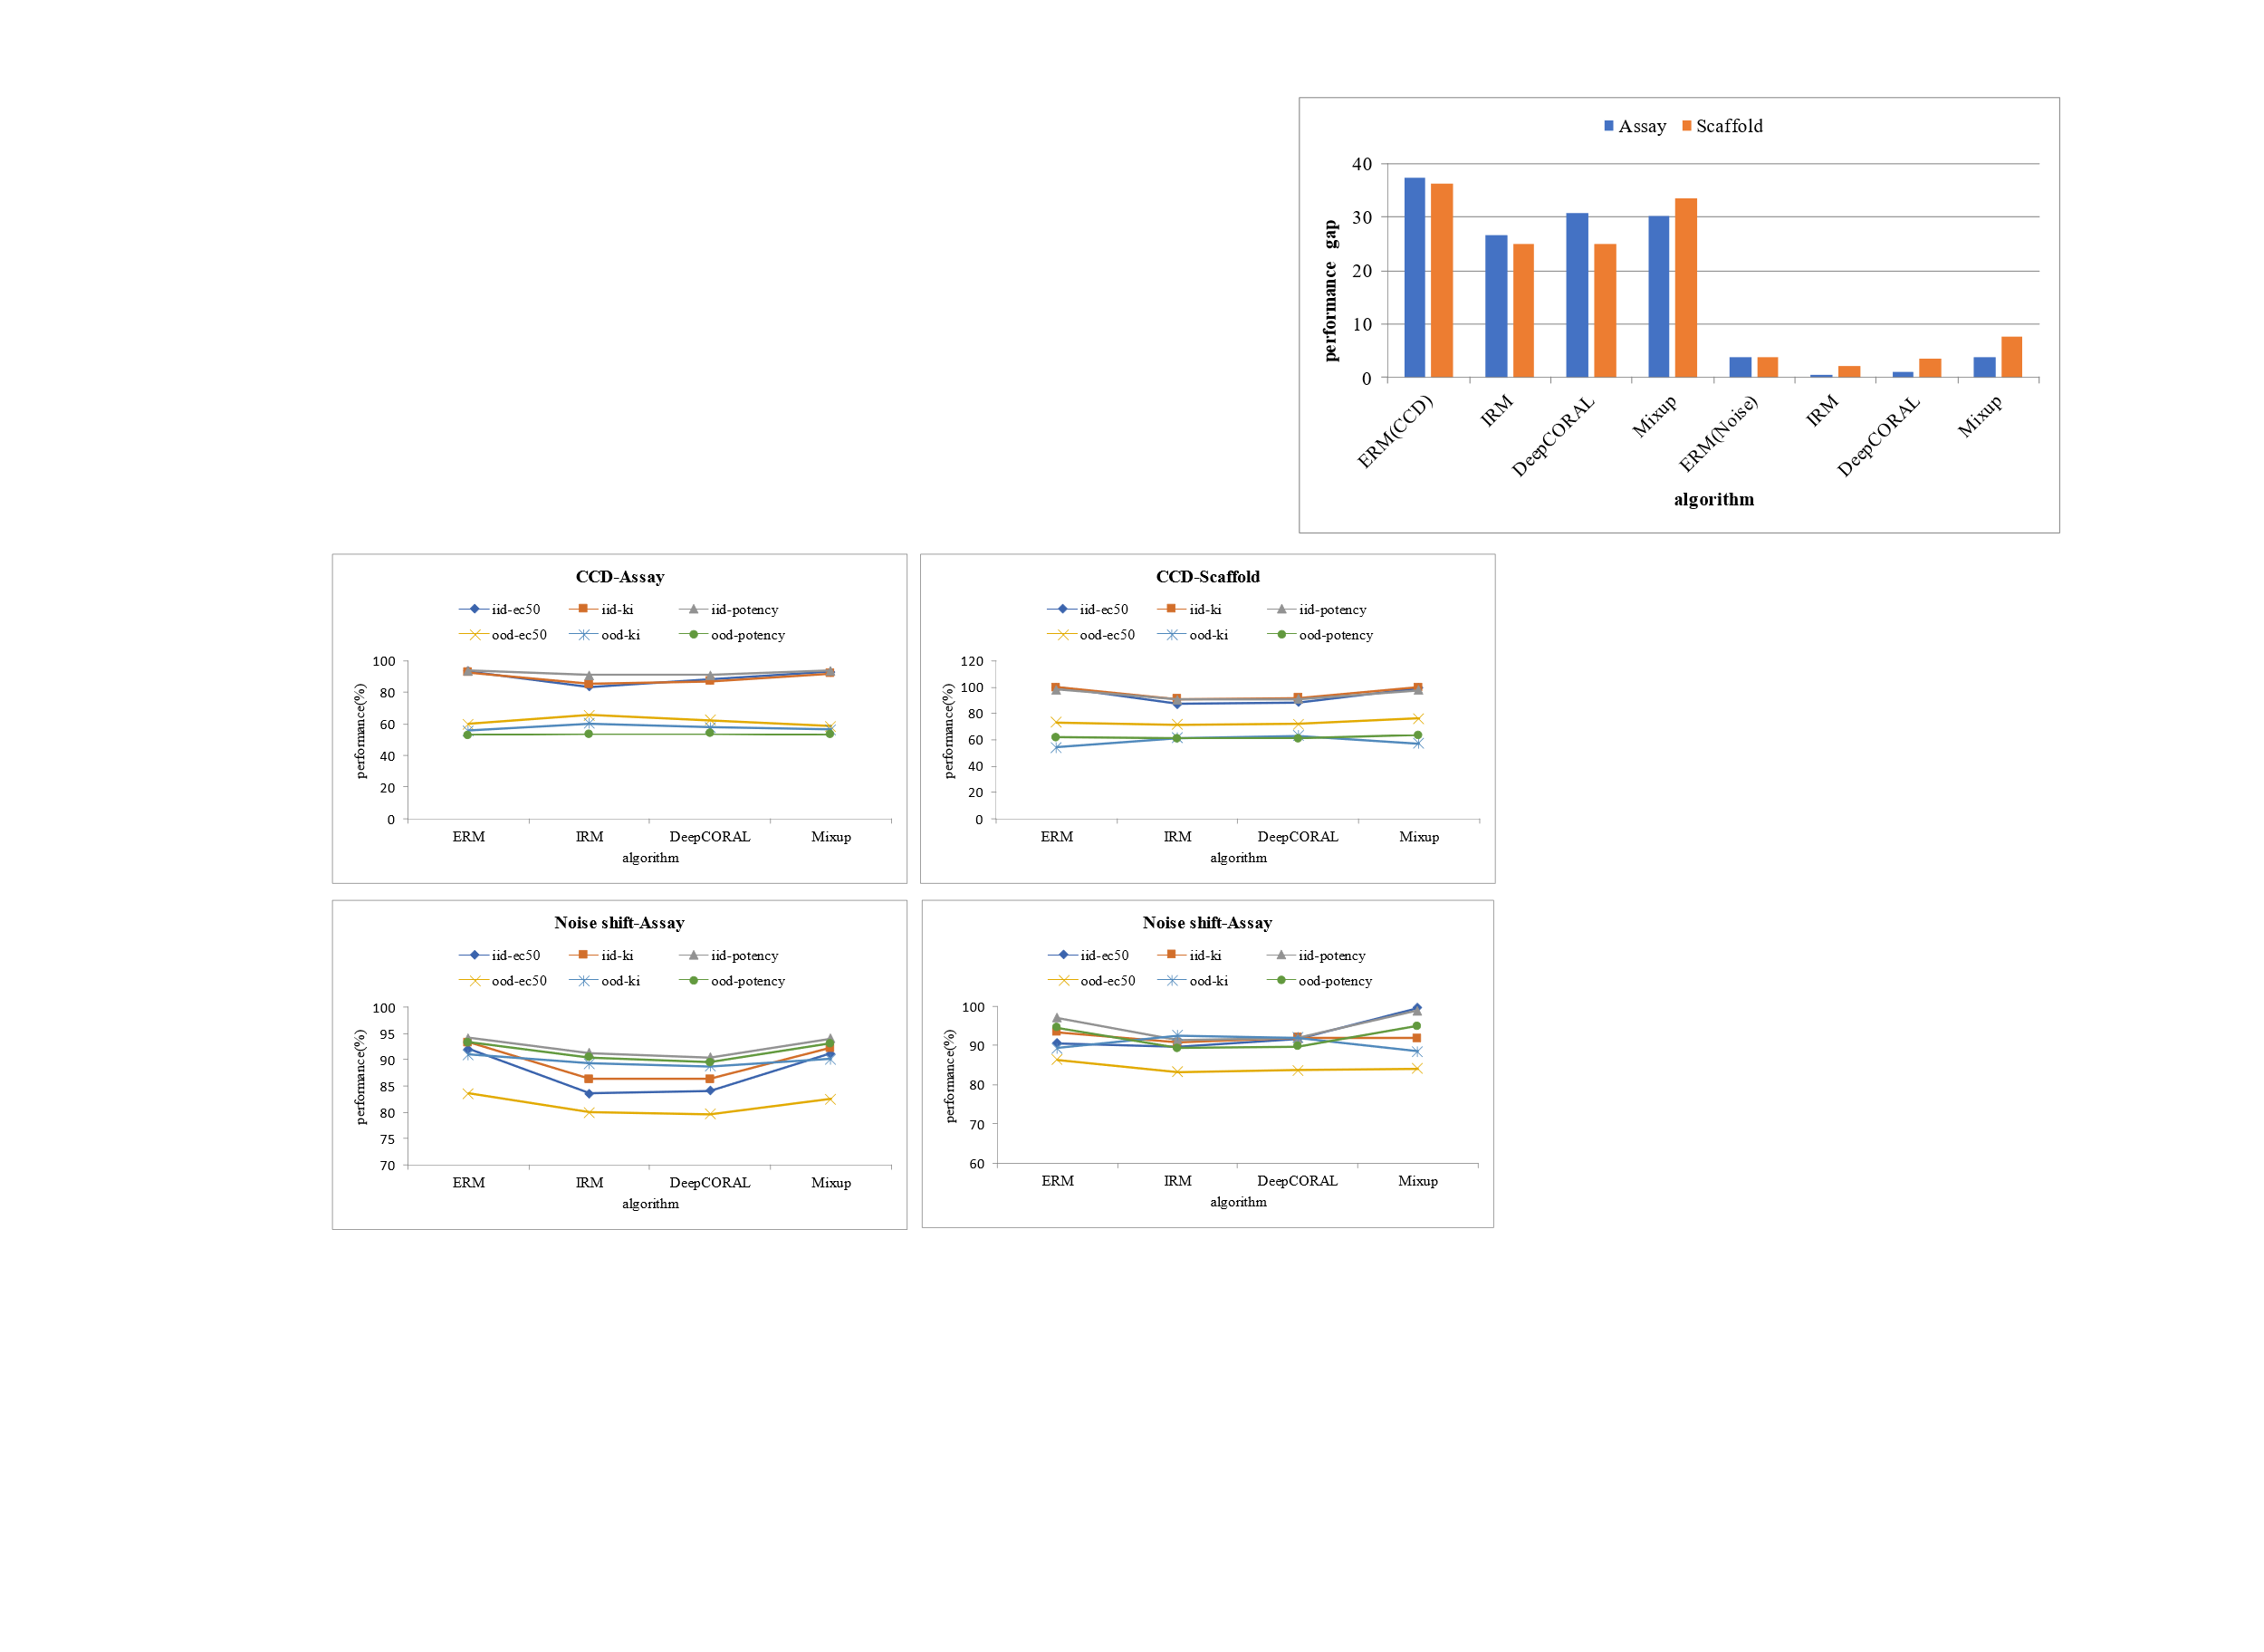 Assay Scaffold
40
30
20
10
0
performance gap
ERM(CCD) IRM DeepCORAL Mixup ERM(Noise) IRM DeepCORAL Mixup
algorithm
CCD-Assay
iid-ec50 iid-ki iid-potency
ood-ec50 ood-ki ood-potency
100
80
60
40
20
0
performance(%)
ERM IRM DeepCORAL Mixup
algorithm
CCD-Scaffold
iid-ec50 iid-ki iid-potency
ood-ec50 ood-ki ood-potency
120
100
80
60
40
20
0
performance(%)
ERM IRM DeepCORAL Mixup
algorithm
Noise shift-Assay
iid-ec50 iid-ki iid-potency
ood-ec50 ood-ki ood-potency
100
95
90
85
80
75
70
performance(%)
ERM IRM DeepCORAL Mixup
algorithm
Noise shift-Assay
iid-ec50 iid-ki iid-potency
ood-ec50 ood-ki ood-potency
100
90
80
70
60
performance(%)
ERM IRM DeepCORAL Mixup
algorithm